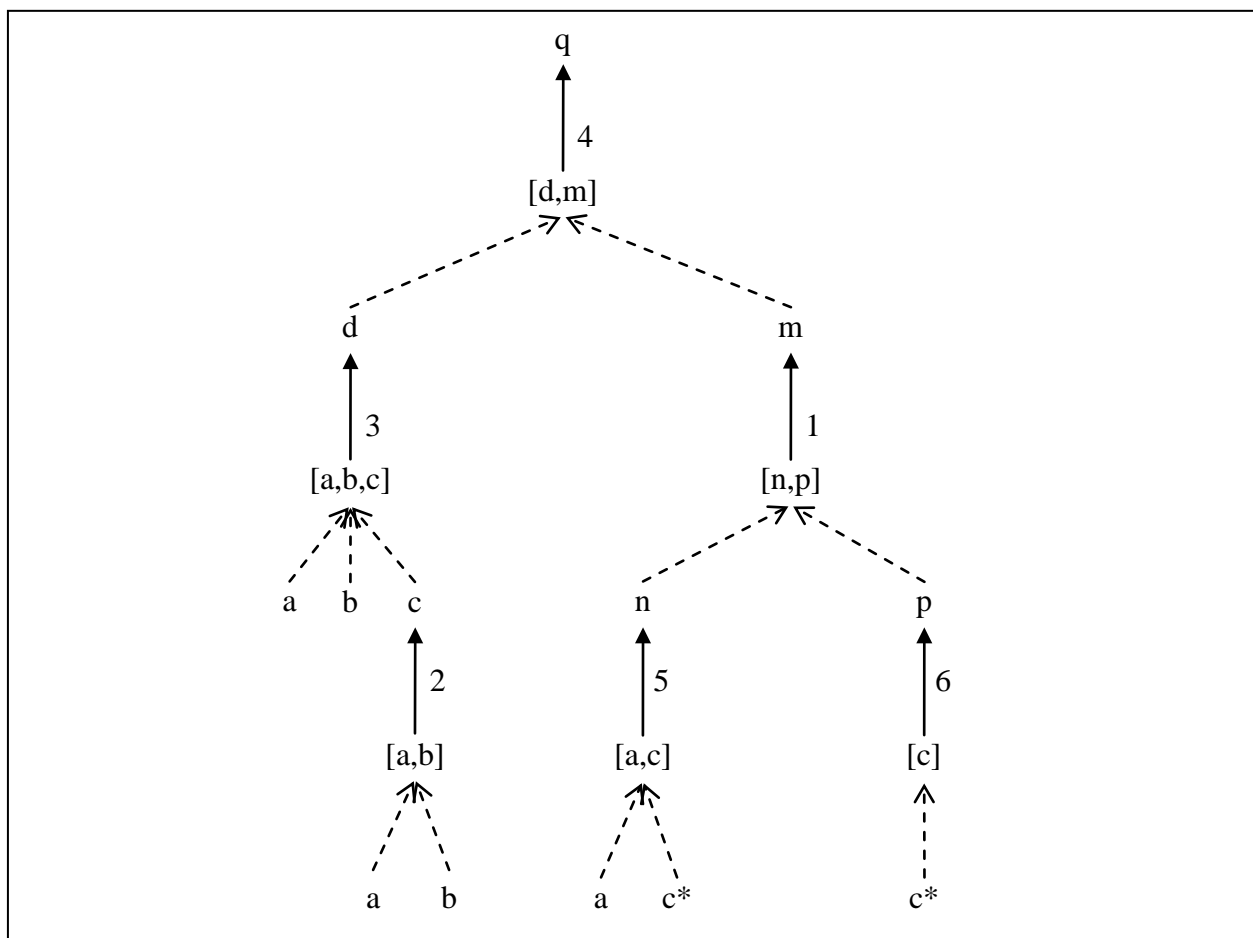 q
4
[d,m]
d m
3 1
[a,b,c] [n,p]
a b c n p
2 5 6
[a,b] [a,c] [c]
a b a c* c*